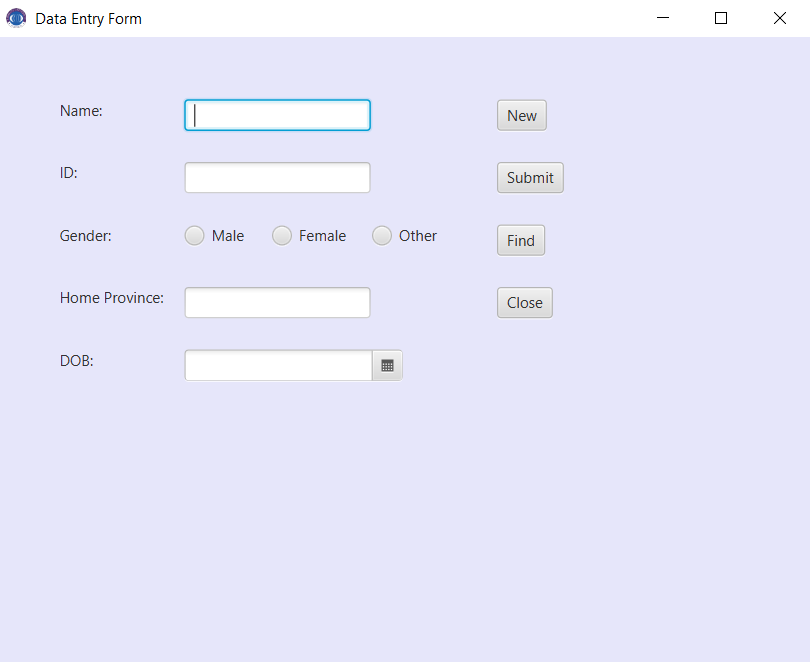 Data Entry Form
Name:
New
ID:
Submit
Gender: Male Female Other
Find
Home Province:
Close
DOB: